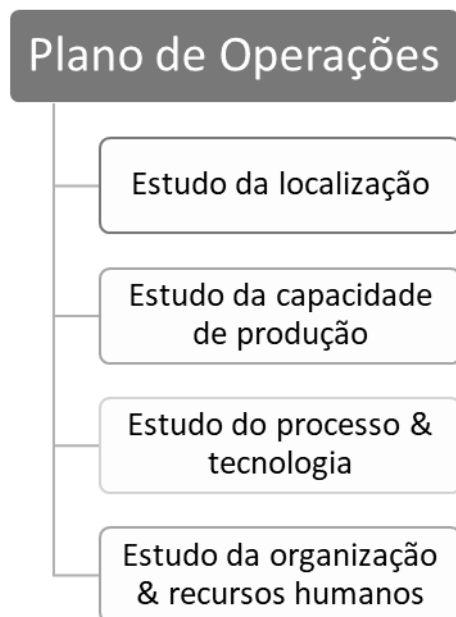 Plano de Operações
Estudo da localização
Estudo da capacidade
de produção
Estudo do processo &
tecnologia
Estudo da organização
& recursos humanos